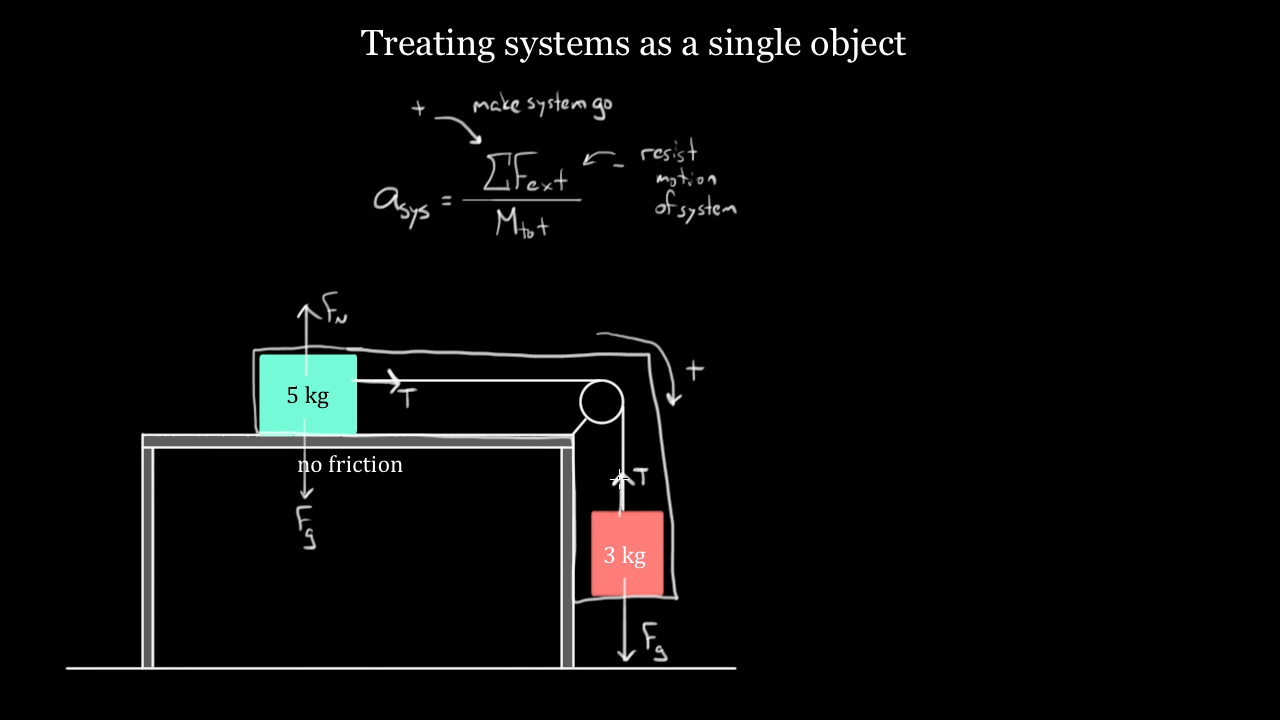 Treating systems as a single object
+ make system go
a_sys = ΣF_ext / M_tot
- resist
motion
of system
F_N
+
5 kg
T
no friction
T
F_g
3 kg
F_g